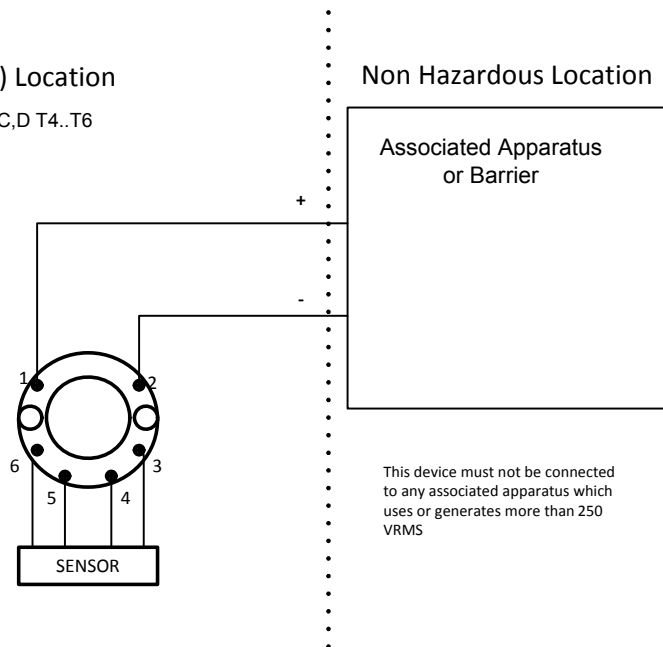 ) Location
C,D T4..T6
Non Hazardous Location
Associated Apparatus
or Barrier
+
-
1
2
6
3
5
4
SENSOR
This device must not be connected
to any associated apparatus which
uses or generates more than 250
VRMS